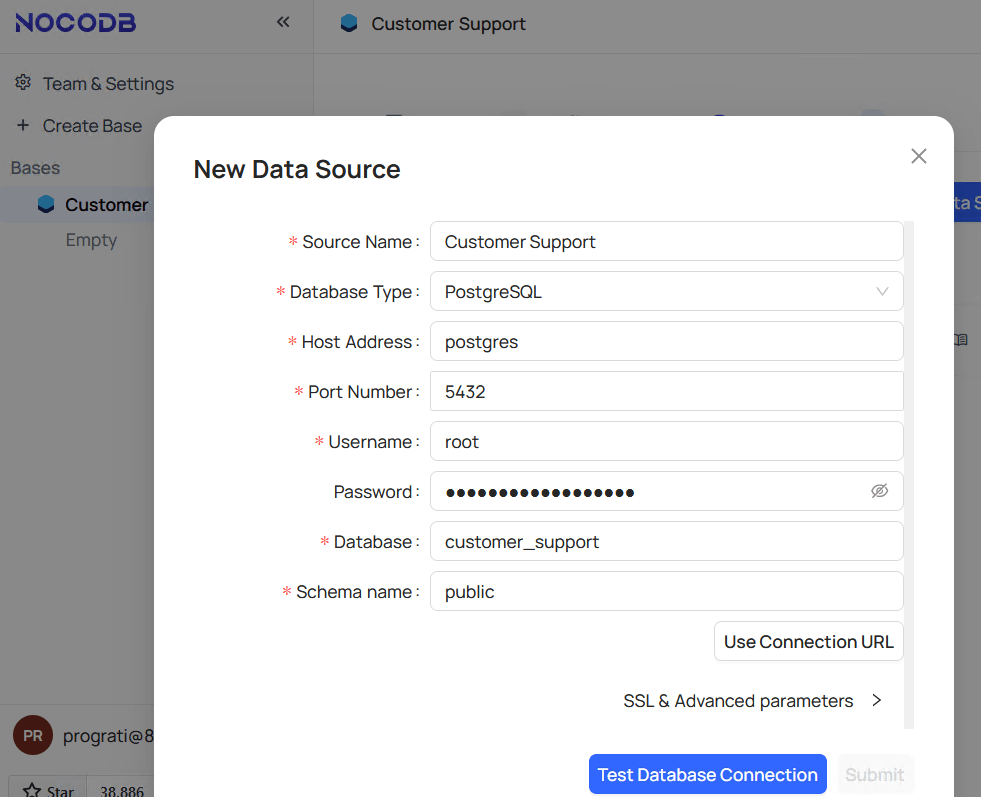 NOCODB
Customer Support
Team & Settings
Create Base
Bases
Customer
Empty
New Data Source
* Source Name: Customer Support
* Database Type: PostgreSQL
* Host Address: postgres
* Port Number: 5432
* Username: root
Password: ••••••••••••••••••
* Database: customer_support
* Schema name: public
Use Connection URL
SSL & Advanced parameters
Test Database Connection
Submit
ta S
PR
prograti@8
Star
38,886